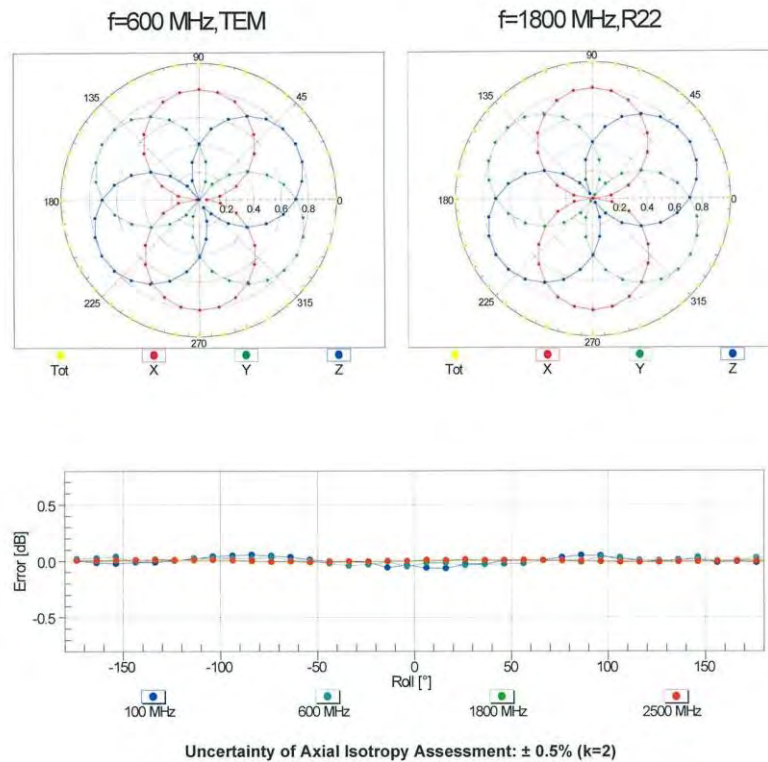 f=600 MHz,TEM
f=1800 MHz,R22
90
135
45
180
0.2 0.4 0.6 0.8
0
225
315
270
Tot X Y Z
90
135
45
180
0.2 0.4 0.6 0.8
0
225
315
270
Tot X Y Z
Error [dB]
0.5
0.0
-0.5
-150 -100 -50 0 50 100 150
Roll [°]
100 MHz 600 MHz 1800 MHz 2500 MHz
Uncertainty of Axial Isotropy Assessment: ± 0.5% (k=2)